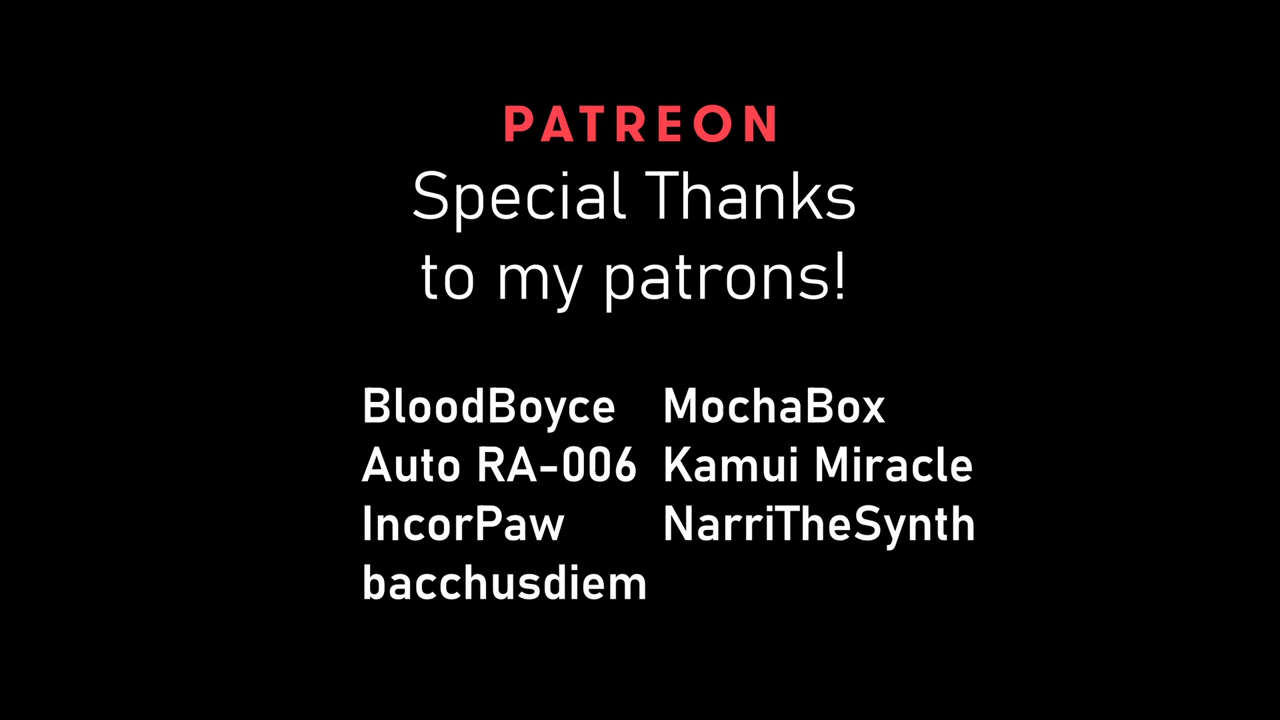 PATREON
Special Thanks
to my patrons!
BloodBoyce
Auto RA-006
IncorPaw
bacchusdiem
MochaBox
Kamui Miracle
NarriTheSynth